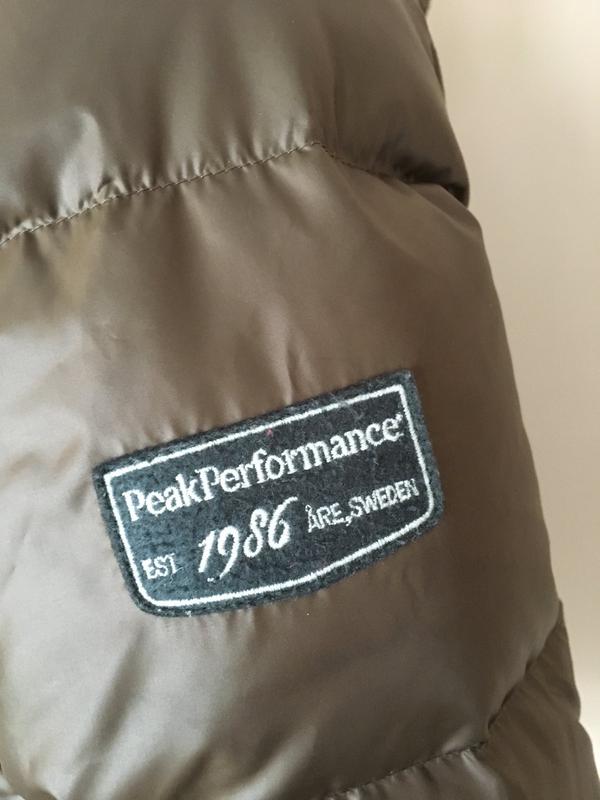 PeakPerformance
EST 1986 ÅRE, SWEDEN